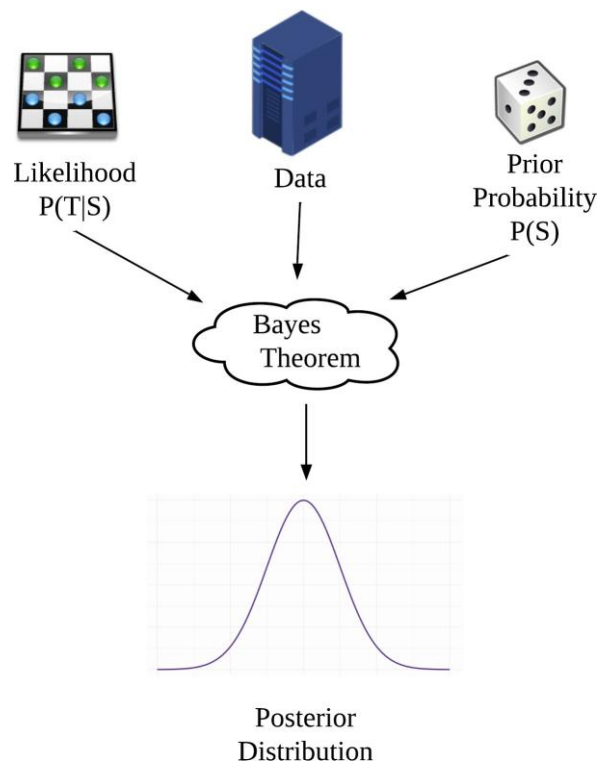 Likelihood
P(T|S)
Data
Prior
Probability
P(S)
Bayes
Theorem
Posterior
Distribution